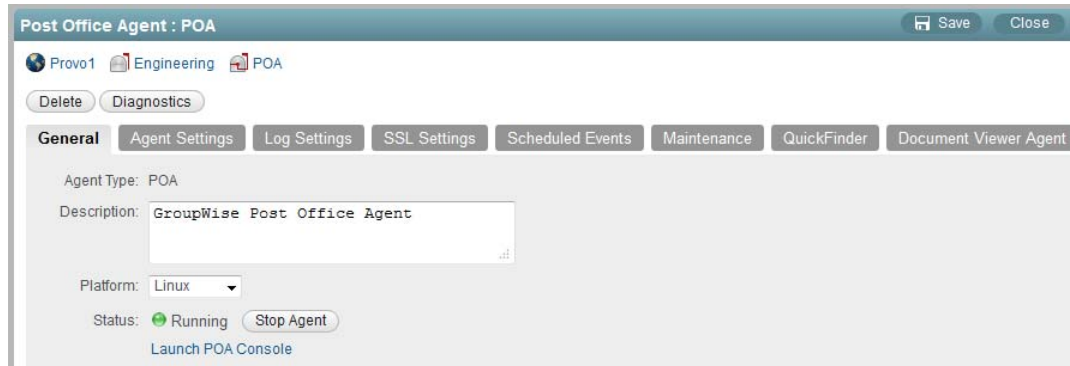 Post Office Agent : POA Save Close
Provo1 Engineering POA
Delete Diagnostics
General Agent Settings Log Settings SSL Settings Scheduled Events Maintenance QuickFinder Document Viewer Agent
Agent Type: POA
Description: GroupWise Post Office Agent
Platform: Linux
Status: Running Stop Agent
Launch POA Console